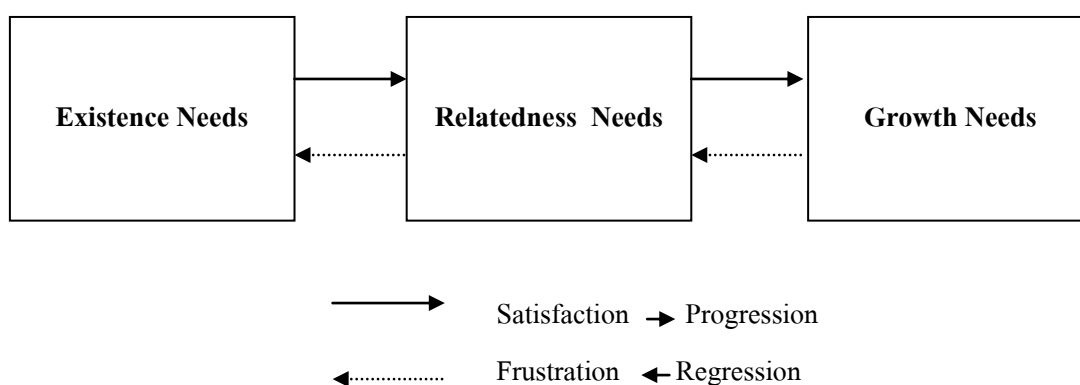 Existence Needs
Relatedness Needs
Growth Needs
Satisfaction → Progression
Frustration ← Regression